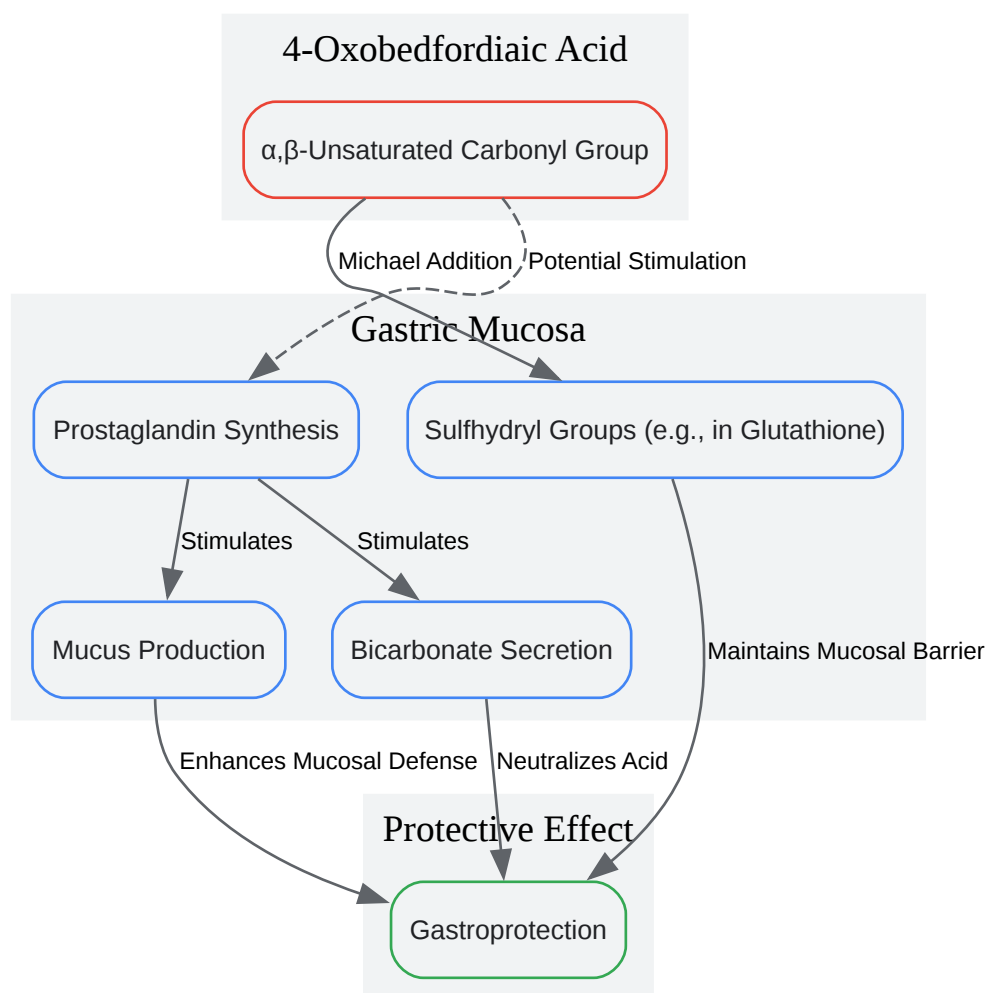 4-Oxobedfordiaic Acid
α,β-Unsaturated Carbonyl Group
Michael Addition
Potential Stimulation
Gastric Mucosa
Prostaglandin Synthesis
Sulfhydryl Groups (e.g., in Glutathione)
Stimulates
Stimulates
Mucus Production
Bicarbonate Secretion
Maintains Mucosal Barrier
Enhances Mucosal Defense
Neutralizes Acid
Protective Effect
Gastroprotection